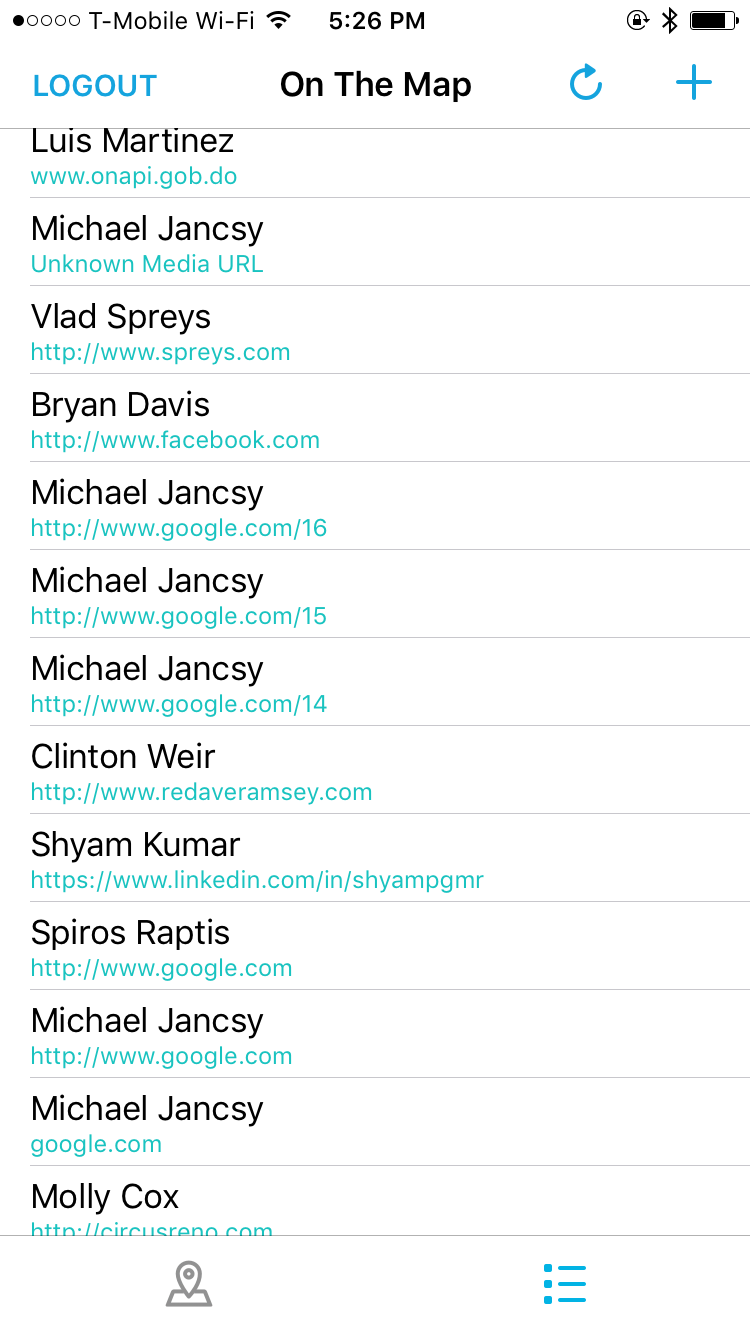 T-Mobile Wi-Fi 5:26 PM
LOGOUT On The Map
Luis Martinez
www.onapi.gob.do
Michael Jancsy
Unknown Media URL
Vlad Spreys
http://www.spreys.com
Bryan Davis
http://www.facebook.com
Michael Jancsy
http://www.google.com/16
Michael Jancsy
http://www.google.com/15
Michael Jancsy
http://www.google.com/14
Clinton Weir
http://www.redaveramsey.com
Shyam Kumar
https://www.linkedin.com/in/shyampgmr
Spiros Raptis
http://www.google.com
Michael Jancsy
http://www.google.com
Michael Jancsy
google.com
Molly Cox
http://circusreno.com